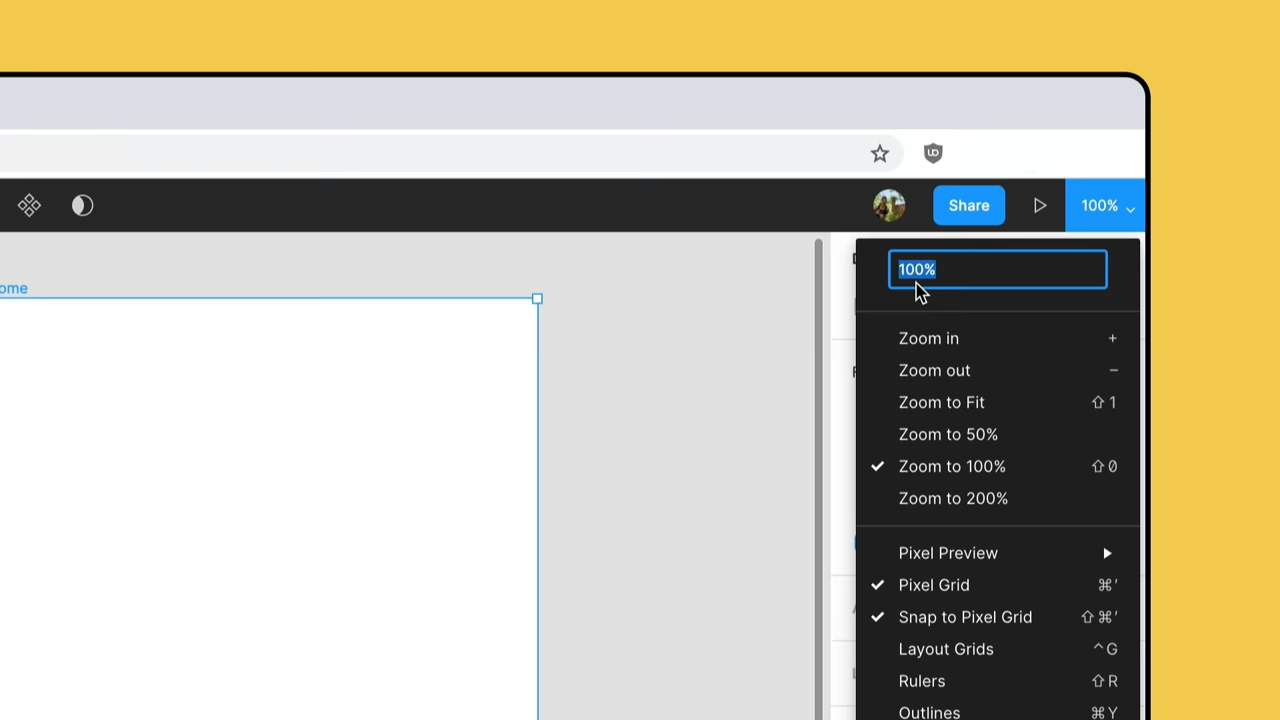 Share
100%
100%
ome
Zoom in +
Zoom out −
Zoom to Fit ⇧1
Zoom to 50%
✓ Zoom to 100% ⇧0
Zoom to 200%
Pixel Preview ▶
✓ Pixel Grid ⌘'
✓ Snap to Pixel Grid ⇧⌘'
Layout Grids ^G
Rulers ⇧R
Outlines ⌘Y